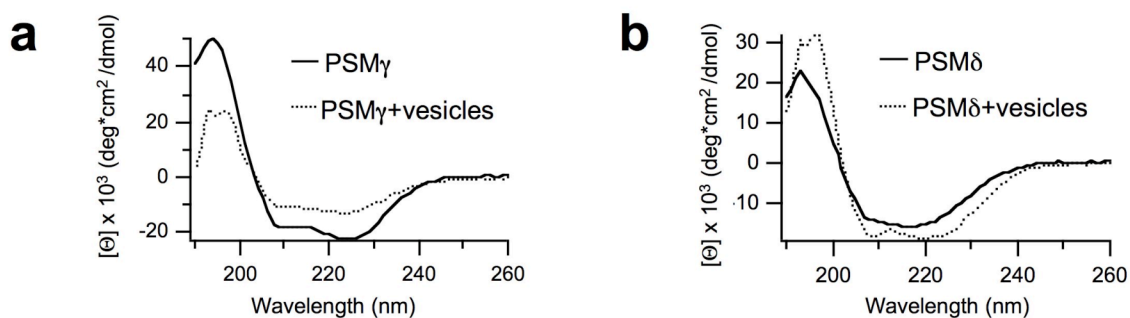 a
[Θ] x 10³ (deg*cm² /dmol)
40
20
0
-20
PSMγ
PSMγ+vesicles
200
220
240
260
Wavelength (nm)
b
[Θ] x 10³ (deg*cm² /dmol)
30
20
10
0
10
PSMδ
PSMδ+vesicles
200
220
240
260
Wavelength (nm)